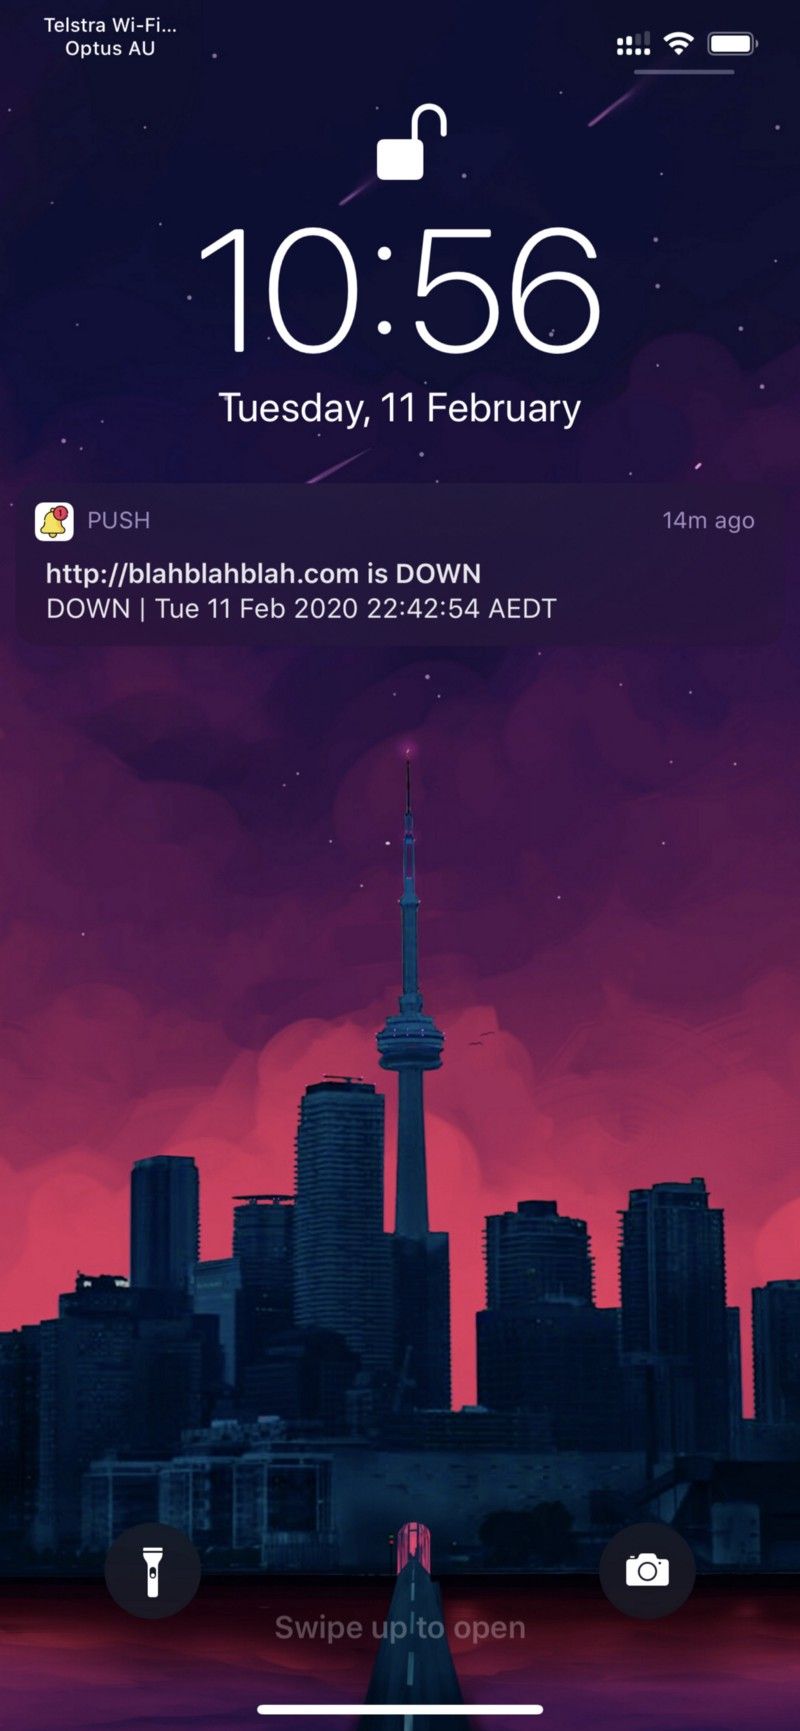 Telstra Wi-Fi...
Optus AU
10:56
Tuesday, 11 February
1
PUSH
14m ago
http://blahblahblah.com is DOWN
DOWN | Tue 11 Feb 2020 22:42:54 AEDT
Swipe up to open